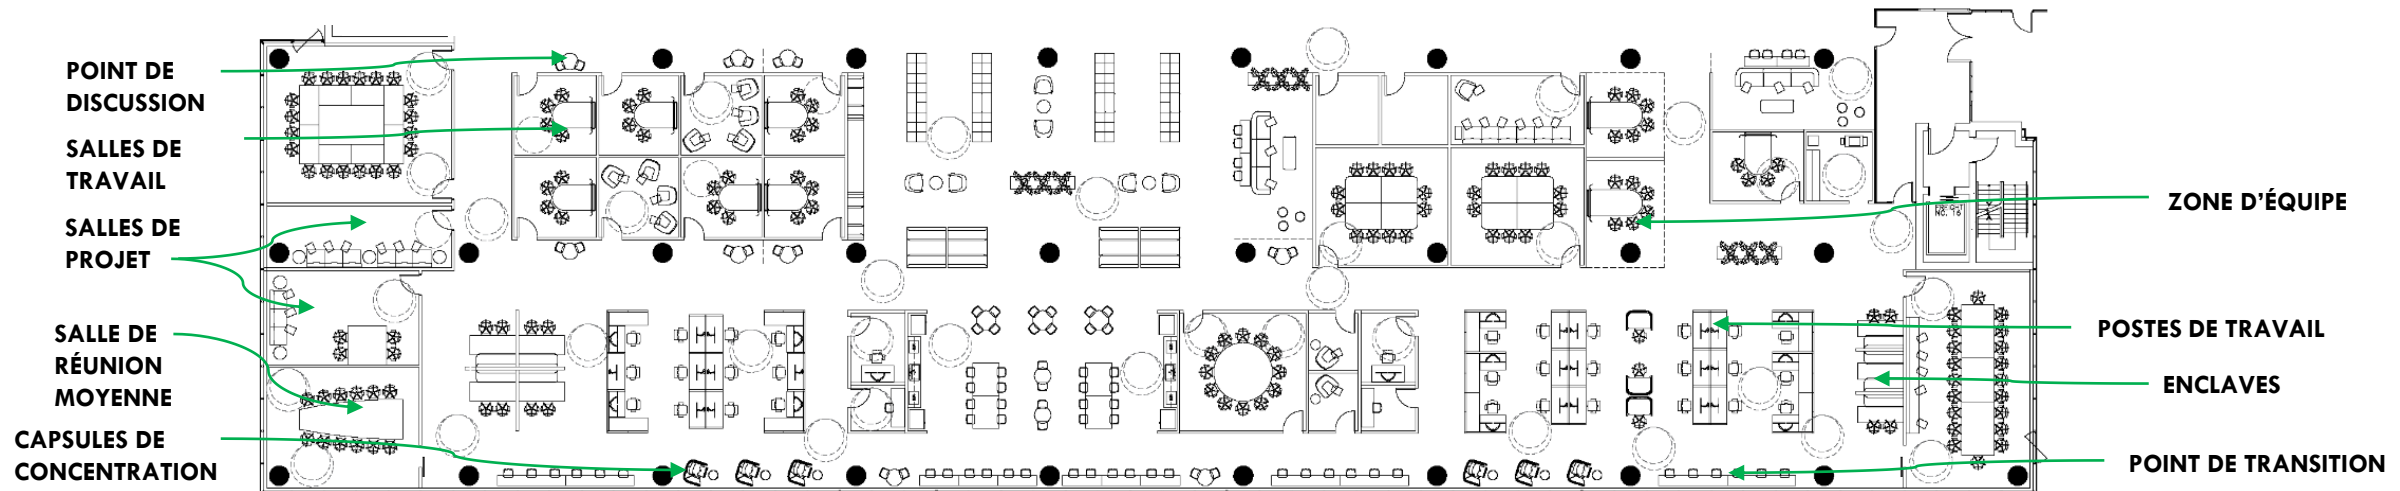 POINT DE
DISCUSSION
SALLES DE
TRAVAIL
SALLES DE
PROJET
SALLE DE
RÉUNION
MOYENNE
CAPSULES DE
CONCENTRATION
ZONE D'ÉQUIPE
POSTES DE TRAVAIL
ENCLAVES
POINT DE TRANSITION